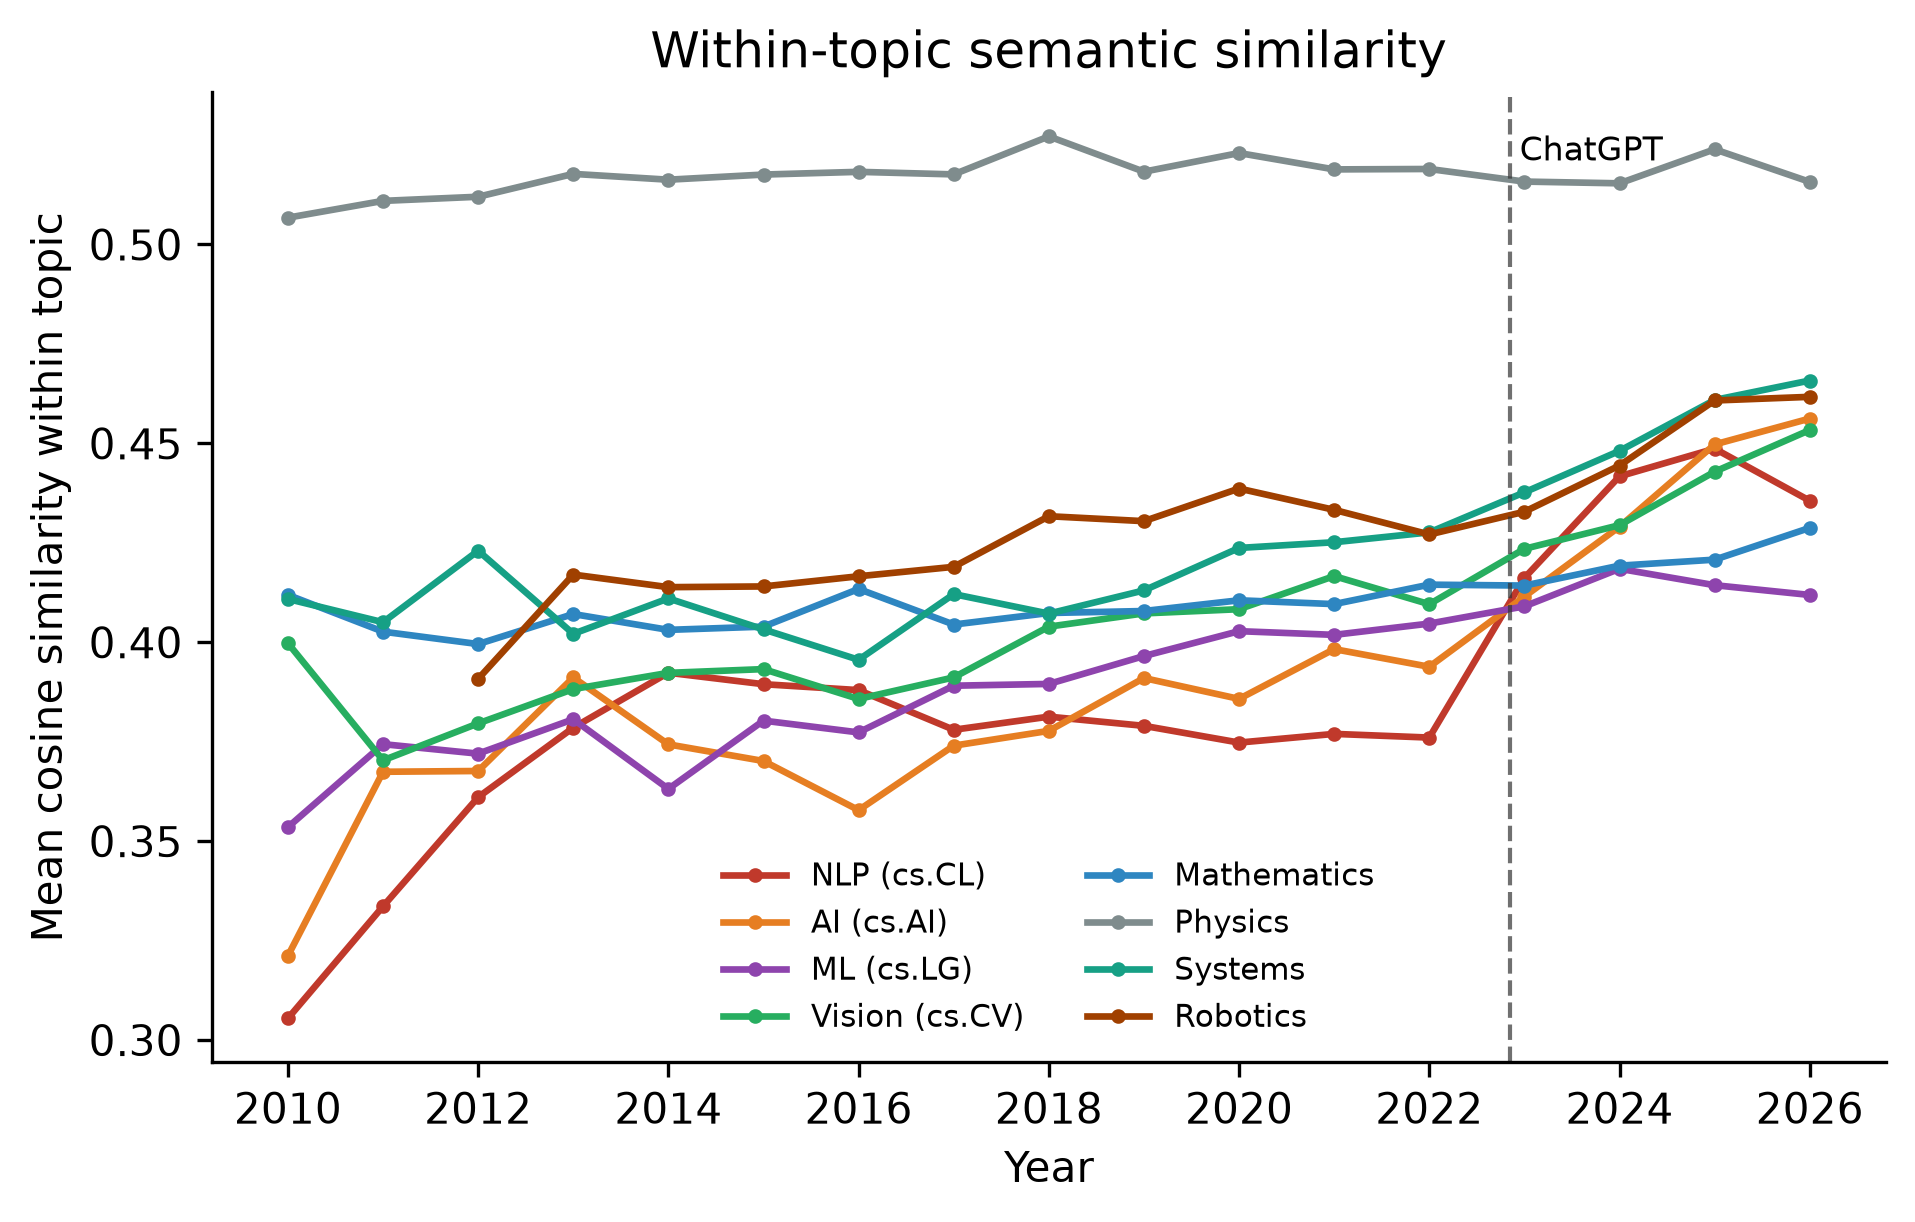 Within-topic semantic similarity
Mean cosine similarity within topic
0.50
0.45
0.40
0.35
0.30
ChatGPT
NLP (cs.CL)
AI (cs.AI)
ML (cs.LG)
Vision (cs.CV)
Mathematics
Physics
Systems
Robotics
2010 2012 2014 2016 2018 2020 2022 2024 2026
Year